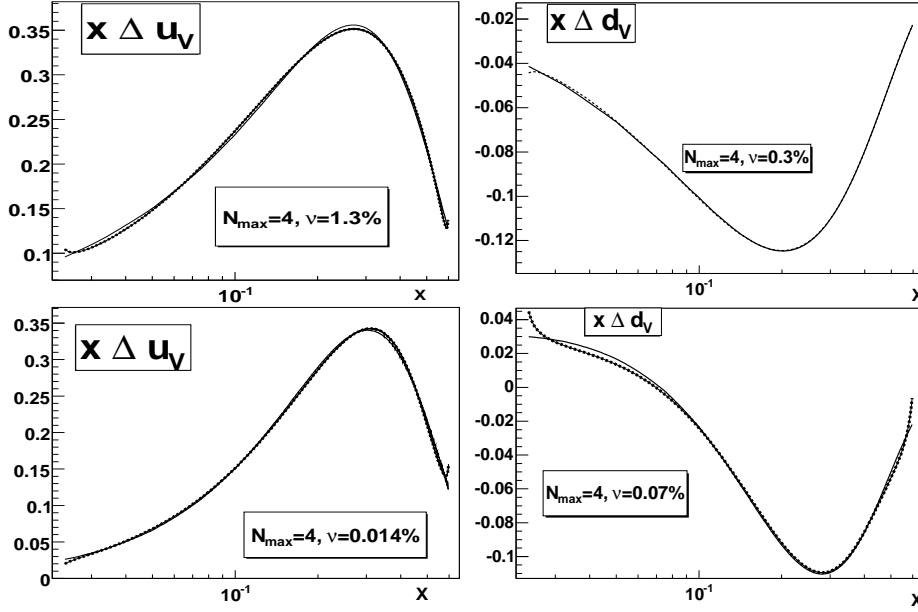 x Δ u_V
0.35
0.3
0.25
0.2
0.15
0.1
N_max=4, ν=1.3%
10^-1
x
x Δ d_V
-0.02
-0.04
-0.06
-0.08
-0.1
-0.12
N_max=4, ν=0.3%
10^-1
x
x Δ u_V
0.35
0.3
0.25
0.2
0.15
0.1
0.05
0
N_max=4, ν=0.014%
10^-1
x
x Δ d_V
0.04
0.02
0
-0.02
-0.04
-0.06
-0.08
-0.1
N_max=4, ν=0.07%
10^-1
x